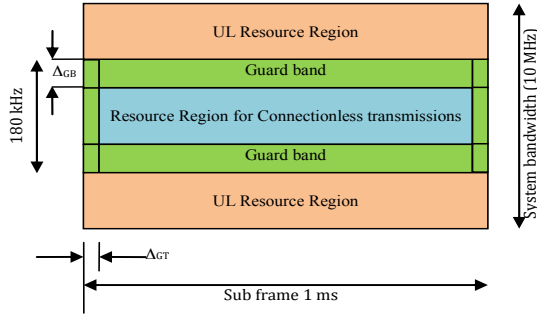 UL Resource Region
Guard band
Resource Region for Connectionless transmissions
Guard band
UL Resource Region
ΔGB
180 kHz
System bandwidth (10 MHz)
ΔGT
Sub frame 1 ms